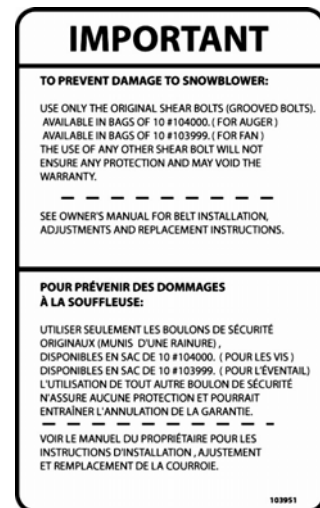 IMPORTANT
TO PREVENT DAMAGE TO SNOWBLOWER:
USE ONLY THE ORIGINAL SHEAR BOLTS (GROOVED BOLTS).
AVAILABLE IN BAGS OF 10 #104000. ( FOR AUGER )
AVAILABLE IN BAGS OF 10 #103999. ( FOR FAN )
THE USE OF ANY OTHER SHEAR BOLT WILL NOT
ENSURE ANY PROTECTION AND MAY VOID THE
WARRANTY.
SEE OWNER'S MANUAL FOR BELT INSTALLATION,
ADJUSTMENTS AND REPLACEMENT INSTRUCTIONS.
POUR PRÉVENIR DES DOMMAGES
À LA SOUFFLEUSE:
UTILISER SEULEMENT LES BOULONS DE SÉCURITÉ
ORIGINAUX (MUNIS D'UNE RAINURE) ,
DISPONIBLES EN SAC DE 10 #104000. ( POUR LES VIS )
DISPONIBLES EN SAC DE 10 #103999. ( POUR L'ÉVENTAIL)
L'UTILISATION DE TOUT AUTRE BOULON DE SÉCURITÉ
N'ASSURE AUCUNE PROTECTION ET POURRAIT
ENTRAÎNER L'ANNULATION DE LA GARANTIE.
VOIR LE MANUEL DU PROPRIÉTAIRE POUR LES
INSTRUCTIONS D'INSTALLATION , AJUSTEMENT
ET REMPLACEMENT DE LA COURROIE.
103951